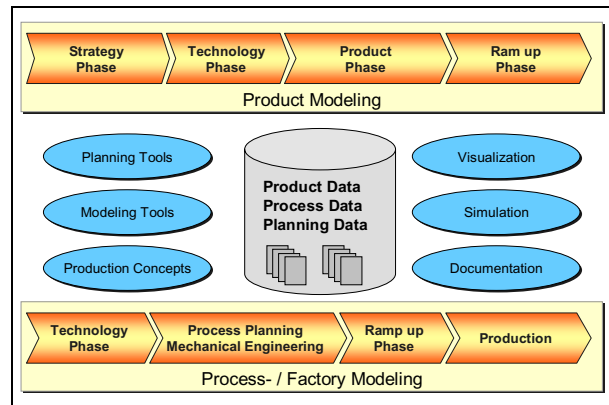 Strategy
Phase
Technology
Phase
Product
Phase
Ram up
Phase
Product Modeling
Planning Tools
Modeling Tools
Production Concepts
Product Data
Process Data
Planning Data
Visualization
Simulation
Documentation
Technology
Phase
Process Planning
Mechanical Engineering
Ramp up
Phase
Production
Process- / Factory Modeling